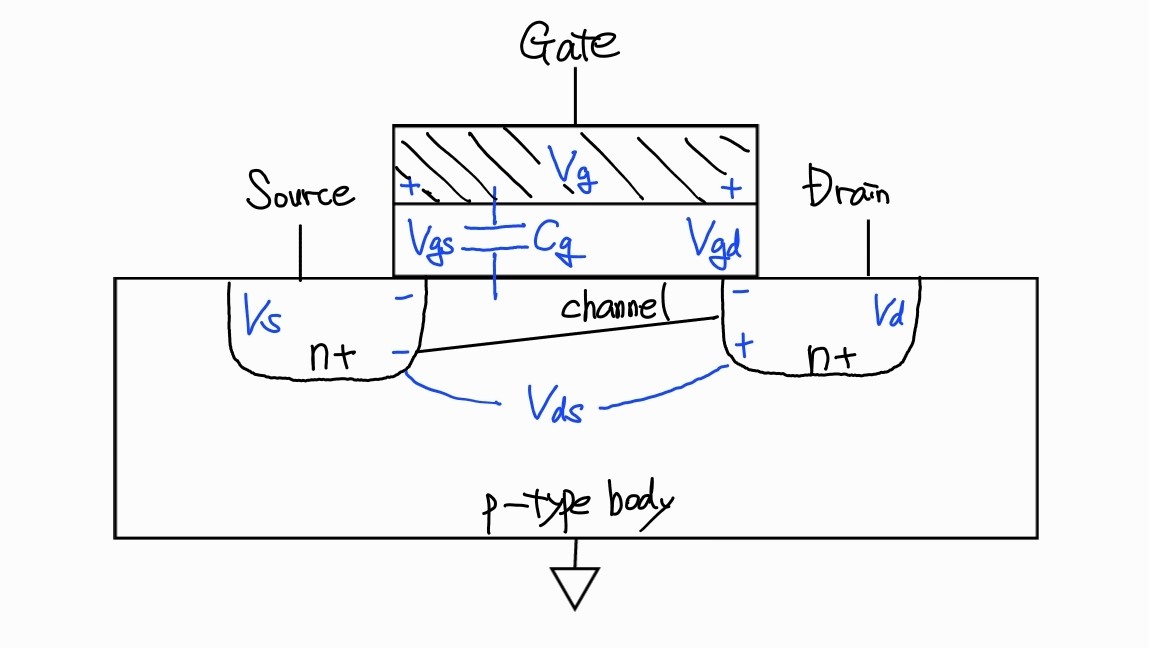 Gate
Source
Drain
Vg
+ +
Vgs Cg Vgd
Vs - channel - Vd
n+ - + n+
Vds
p-type body